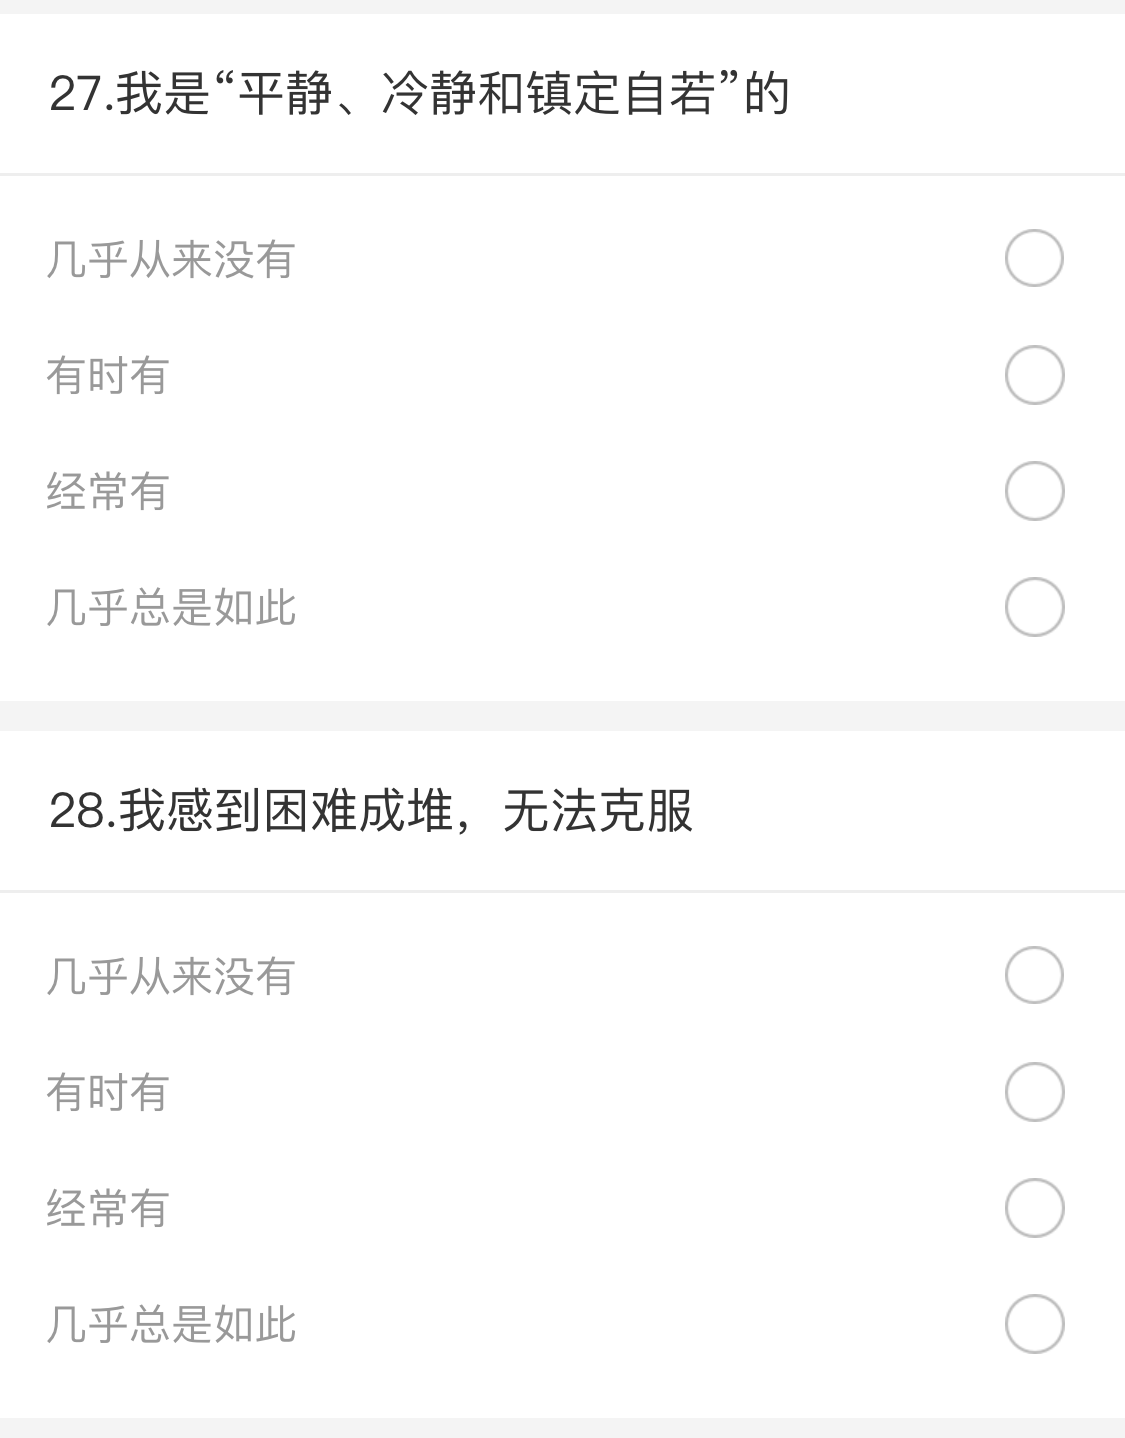 27.我是“平静、冷静和镇定自若”的
几乎从来没有
有时有
经常有
几乎总是如此
28.我感到困难成堆，无法克服
几乎从来没有
有时有
经常有
几乎总是如此